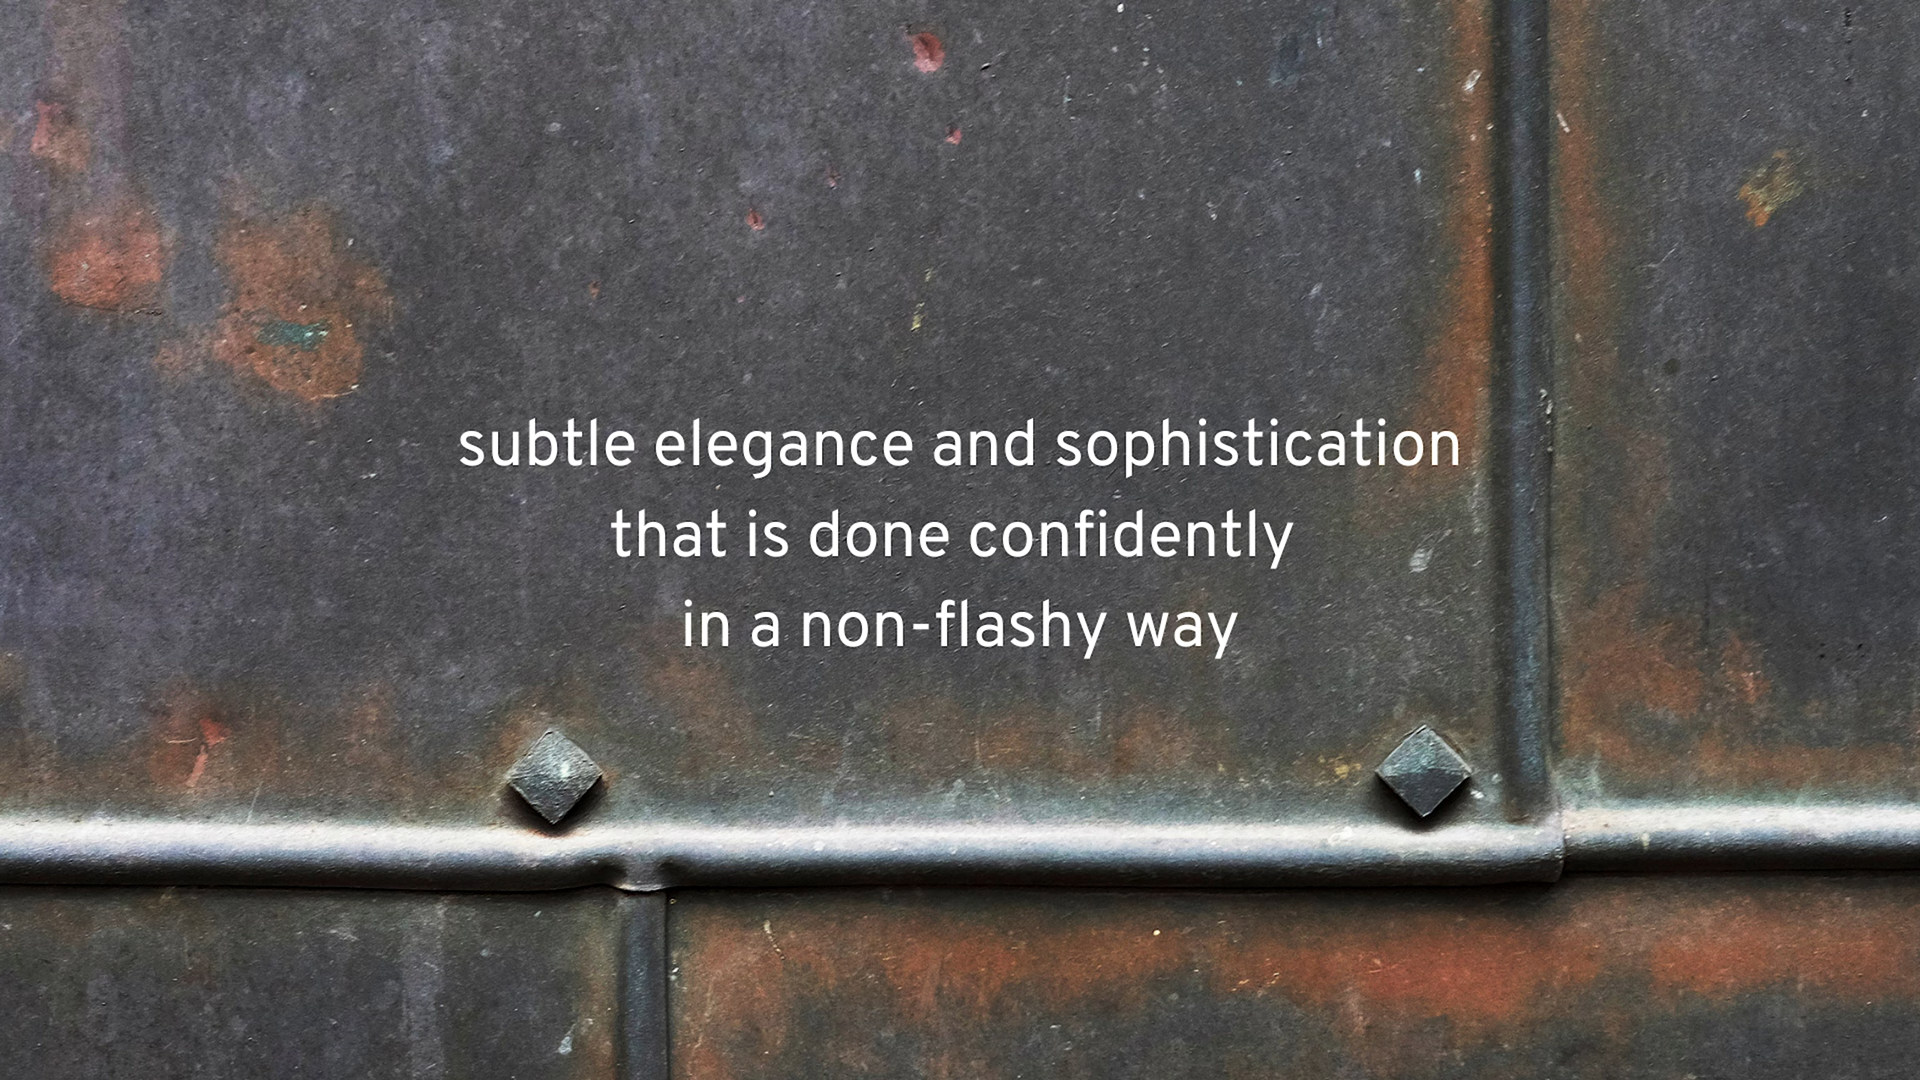 subtle elegance and sophistication
that is done confidently
in a non-flashy way